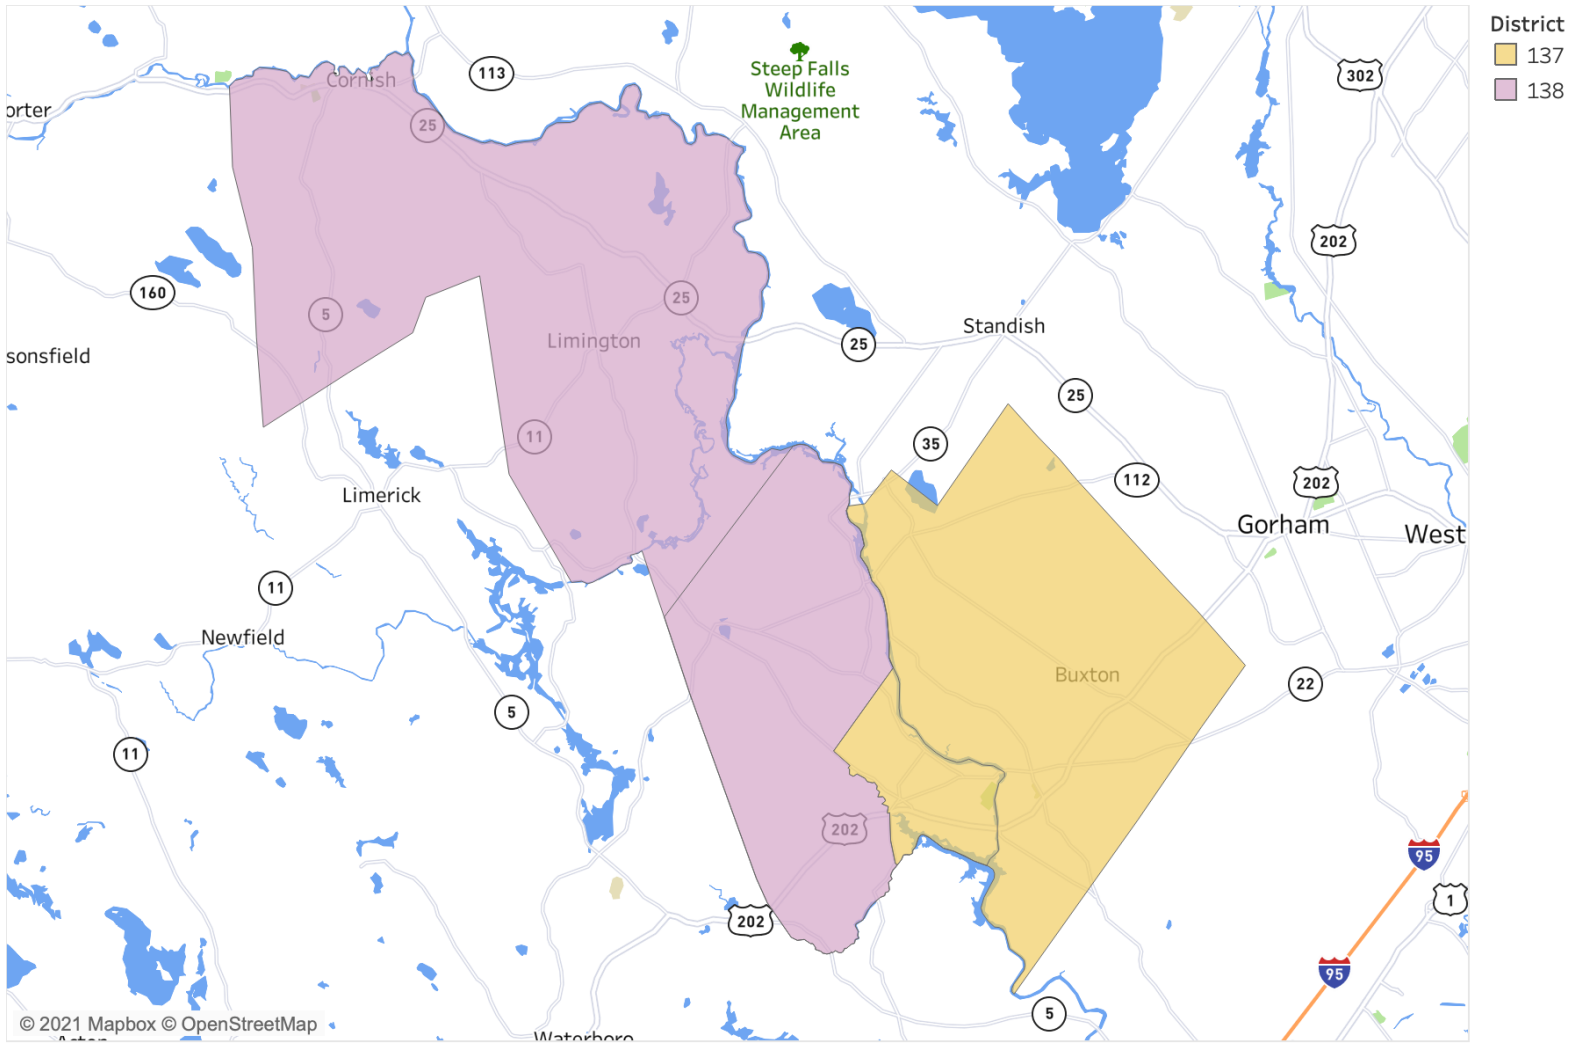 District
137
138
113
Steep Falls
Wildlife
Management
Area
302
Cornish
orter
25
202
160
5
25
Standish
Limington
25
sonsfield
25
11
35
112
202
Limerick
Gorham
West
11
Newfield
Buxton
22
5
11
202
95
1
202
95
5
© 2021 Mapbox © OpenStreetMap
Waterboro